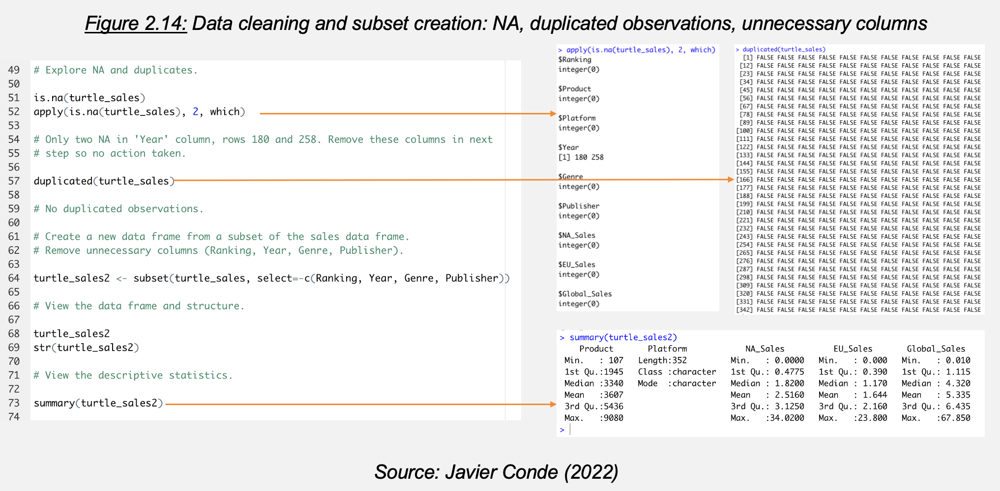 Figure 2.14: Data cleaning and subset creation: NA, duplicated observations, unnecessary columns
49 # Explore NA and duplicates.
50
51 is.na(turtle_sales)
52 apply(is.na(turtle_sales), 2, which)
53
54 # Only two NA in 'Year' column, rows 180 and 258. Remove these columns in next
55 # step so no action taken.
56
57 duplicated(turtle_sales)
58
59 # No duplicated observations.
60
61 # Create a new data frame from a subset of the sales data frame.
62 # Remove unnecessary columns (Ranking, Year, Genre, Publisher).
63
64 turtle_sales2 <- subset(turtle_sales, select=-c(Ranking, Year, Genre, Publisher))
65
66 # View the data frame and structure.
67
68 turtle_sales2
69 str(turtle_sales2)
70
71 # View the descriptive statistics.
72
73 summary(turtle_sales2)
74
> apply(is.na(turtle_sales), 2, which)
$Ranking
integer(0)
$Product
integer(0)
$Platform
integer(0)
$Year
[1] 180 258
$Genre
integer(0)
$Publisher
integer(0)
$NA_Sales
integer(0)
$EU_Sales
integer(0)
$Global_Sales
integer(0)
> duplicated(turtle_sales)
[1] FALSE FALSE FALSE FALSE FALSE FALSE FALSE FALSE FALSE FALSE FALSE
[12] FALSE FALSE FALSE FALSE FALSE FALSE FALSE FALSE FALSE FALSE FALSE
[23] FALSE FALSE FALSE FALSE FALSE FALSE FALSE FALSE FALSE FALSE FALSE
[34] FALSE FALSE FALSE FALSE FALSE FALSE FALSE FALSE FALSE FALSE FALSE
[45] FALSE FALSE FALSE FALSE FALSE FALSE FALSE FALSE FALSE FALSE FALSE
[56] FALSE FALSE FALSE FALSE FALSE FALSE FALSE FALSE FALSE FALSE FALSE
[67] FALSE FALSE FALSE FALSE FALSE FALSE FALSE FALSE FALSE FALSE FALSE
[78] FALSE FALSE FALSE FALSE FALSE FALSE FALSE FALSE FALSE FALSE FALSE
[89] FALSE FALSE FALSE FALSE FALSE FALSE FALSE FALSE FALSE FALSE FALSE
[100] FALSE FALSE FALSE FALSE FALSE FALSE FALSE FALSE FALSE FALSE FALSE
[111] FALSE FALSE FALSE FALSE FALSE FALSE FALSE FALSE FALSE FALSE FALSE
[122] FALSE FALSE FALSE FALSE FALSE FALSE FALSE FALSE FALSE FALSE FALSE
[133] FALSE FALSE FALSE FALSE FALSE FALSE FALSE FALSE FALSE FALSE FALSE
[144] FALSE FALSE FALSE FALSE FALSE FALSE FALSE FALSE FALSE FALSE FALSE
[155] FALSE FALSE FALSE FALSE FALSE FALSE FALSE FALSE FALSE FALSE FALSE
[166] FALSE FALSE FALSE FALSE FALSE FALSE FALSE FALSE FALSE FALSE FALSE
[177] FALSE FALSE FALSE FALSE FALSE FALSE FALSE FALSE FALSE FALSE FALSE
[188] FALSE FALSE FALSE FALSE FALSE FALSE FALSE FALSE FALSE FALSE FALSE
[199] FALSE FALSE FALSE FALSE FALSE FALSE FALSE FALSE FALSE FALSE FALSE
[210] FALSE FALSE FALSE FALSE FALSE FALSE FALSE FALSE FALSE FALSE FALSE
[221] FALSE FALSE FALSE FALSE FALSE FALSE FALSE FALSE FALSE FALSE FALSE
[232] FALSE FALSE FALSE FALSE FALSE FALSE FALSE FALSE FALSE FALSE FALSE
[243] FALSE FALSE FALSE FALSE FALSE FALSE FALSE FALSE FALSE FALSE FALSE
[254] FALSE FALSE FALSE FALSE FALSE FALSE FALSE FALSE FALSE FALSE FALSE
[265] FALSE FALSE FALSE FALSE FALSE FALSE FALSE FALSE FALSE FALSE FALSE
[276] FALSE FALSE FALSE FALSE FALSE FALSE FALSE FALSE FALSE FALSE FALSE
[287] FALSE FALSE FALSE FALSE FALSE FALSE FALSE FALSE FALSE FALSE FALSE
[298] FALSE FALSE FALSE FALSE FALSE FALSE FALSE FALSE FALSE FALSE FALSE
[309] FALSE FALSE FALSE FALSE FALSE FALSE FALSE FALSE FALSE FALSE FALSE
[320] FALSE FALSE FALSE FALSE FALSE FALSE FALSE FALSE FALSE FALSE FALSE
[331] FALSE FALSE FALSE FALSE FALSE FALSE FALSE FALSE FALSE FALSE FALSE
[342] FALSE FALSE FALSE FALSE FALSE FALSE FALSE FALSE FALSE FALSE FALSE
> summary(turtle_sales2)
Product Platform NA_Sales EU_Sales Global_Sales
Min. : 107 Length:352 Min. : 0.0000 Min. : 0.000 Min. : 0.010
1st Qu.:1945 Class :character 1st Qu.: 0.4775 1st Qu.: 0.390 1st Qu.: 1.115
Median :3340 Mode :character Median : 1.8200 Median : 1.170 Median : 4.320
Mean :3607 Mean : 2.5160 Mean : 1.644 Mean : 5.335
3rd Qu.:5436 3rd Qu.: 3.1250 3rd Qu.: 2.160 3rd Qu.: 6.435
Max. :9080 Max. :34.0200 Max. :23.800 Max. :67.850
>
Source: Javier Conde (2022)